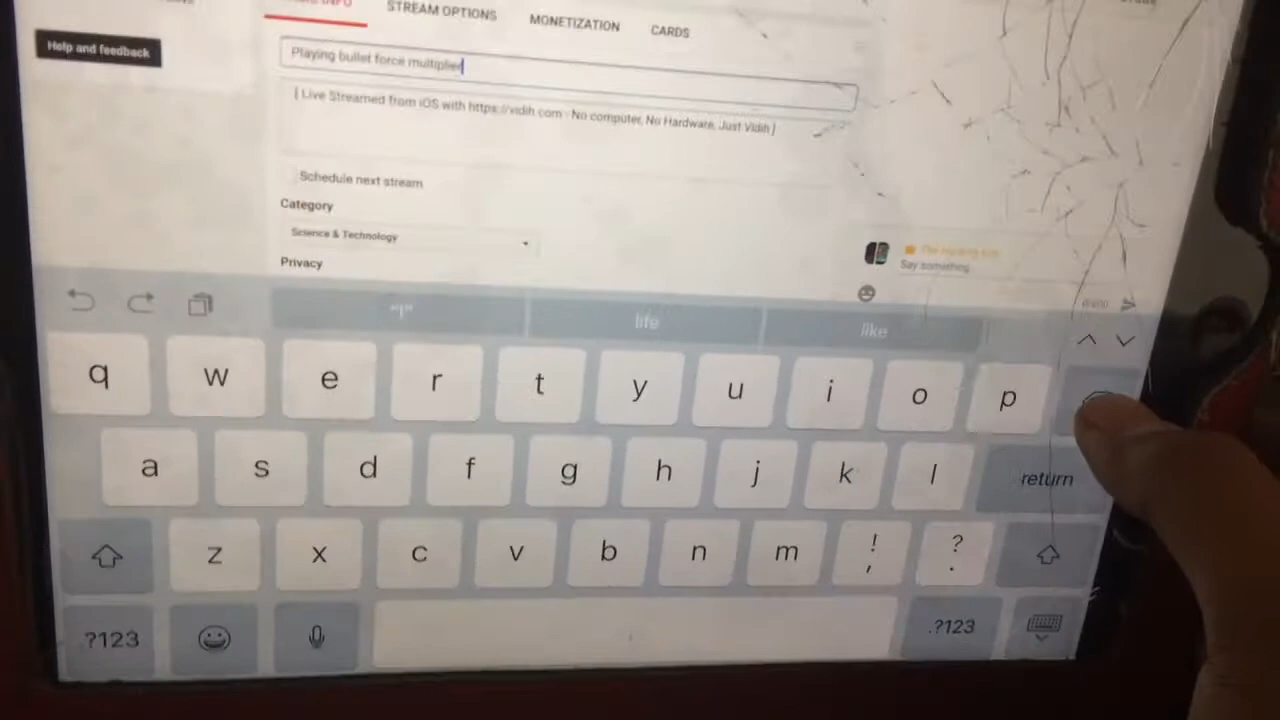 INFO
STREAM OPTIONS
MONETIZATION
CARDS
Help and feedback
Playing bullet force multiplier
[ Live Streamed from iOS with https://vidih.com - No computer, No Hardware, Just Vidih ]
Schedule next stream
Category
Science & Technology
Privacy
Say something
"l"
life
like
q w e r t y u i o p
a s d f g h j k l
return
z x c v b n m ! , ? .
?123
.?123